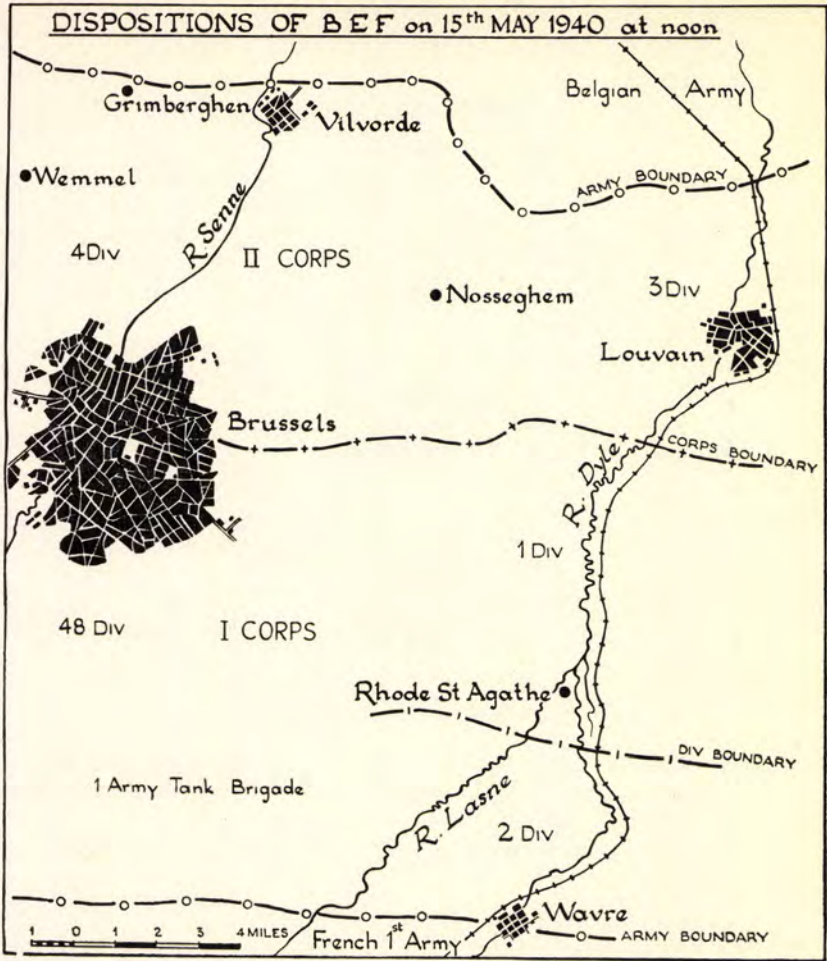 DISPOSITIONS OF BEF on 15th MAY 1940 at noon
Grimberghen
Vilvorde
Belgian Army
Wemmel
ARMY BOUNDARY
R. Senne
4 DIV
II CORPS
Nosseghem
3 DIV
Louvain
Brussels
CORPS BOUNDARY
R. Dyle
1 DIV
48 DIV
I CORPS
Rhode St Agathe
DIV BOUNDARY
1 Army Tank Brigade
R. Lasne
2 DIV
Wavre
1 0 1 2 3 4 MILES
French 1st Army
ARMY BOUNDARY